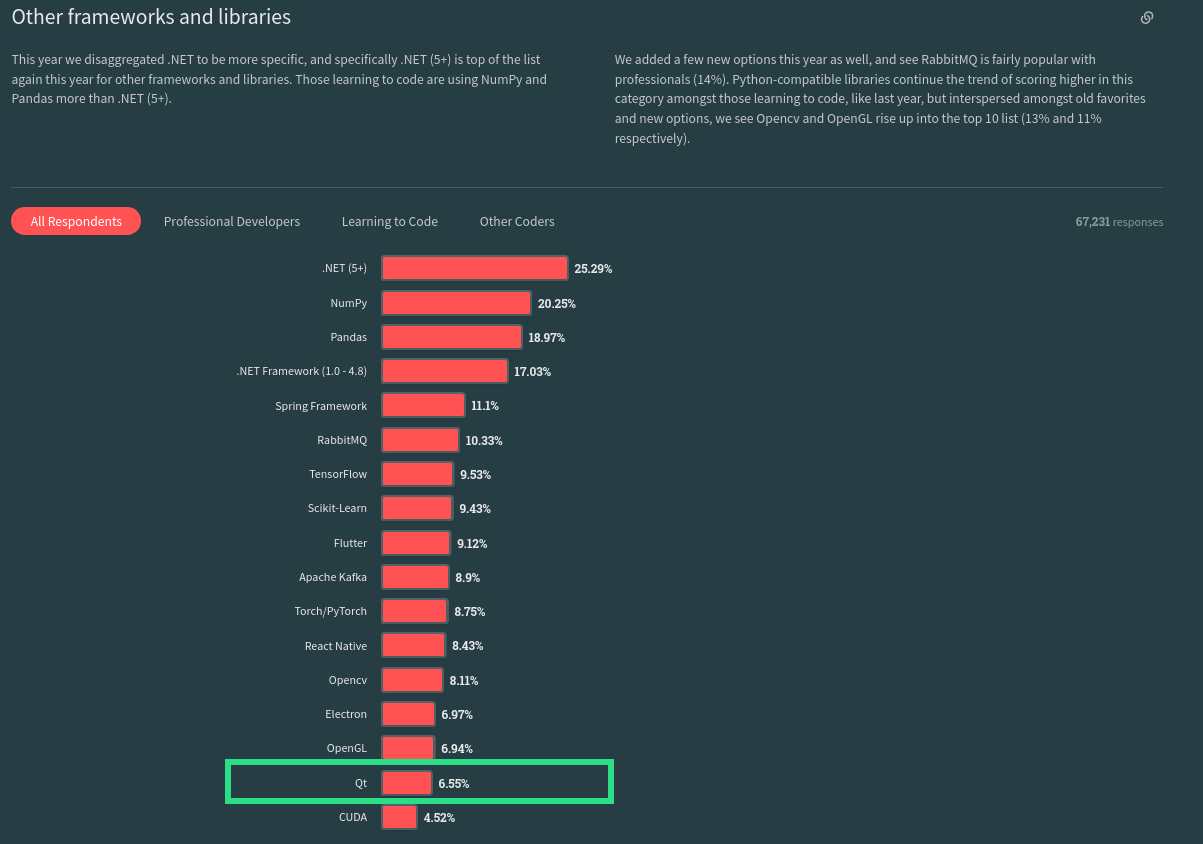 Other frameworks and libraries
This year we disaggregated .NET to be more specific, and specifically .NET (5+) is top of the list
again this year for other frameworks and libraries. Those learning to code are using NumPy and
Pandas more than .NET (5+).
We added a few new options this year as well, and see RabbitMQ is fairly popular with
professionals (14%). Python-compatible libraries continue the trend of scoring higher in this
category amongst those learning to code, like last year, but interspersed amongst old favorites
and new options, we see Opencv and OpenGL rise up into the top 10 list (13% and 11%
respectively).
All Respondents Professional Developers Learning to Code Other Coders 67,231 responses
.NET (5+) 25.29%
NumPy 20.25%
Pandas 18.97%
.NET Framework (1.0 - 4.8) 17.03%
Spring Framework 11.1%
RabbitMQ 10.33%
TensorFlow 9.53%
Scikit-Learn 9.43%
Flutter 9.12%
Apache Kafka 8.9%
Torch/PyTorch 8.75%
React Native 8.43%
Opencv 8.11%
Electron 6.97%
OpenGL 6.94%
Qt 6.55%
CUDA 4.52%